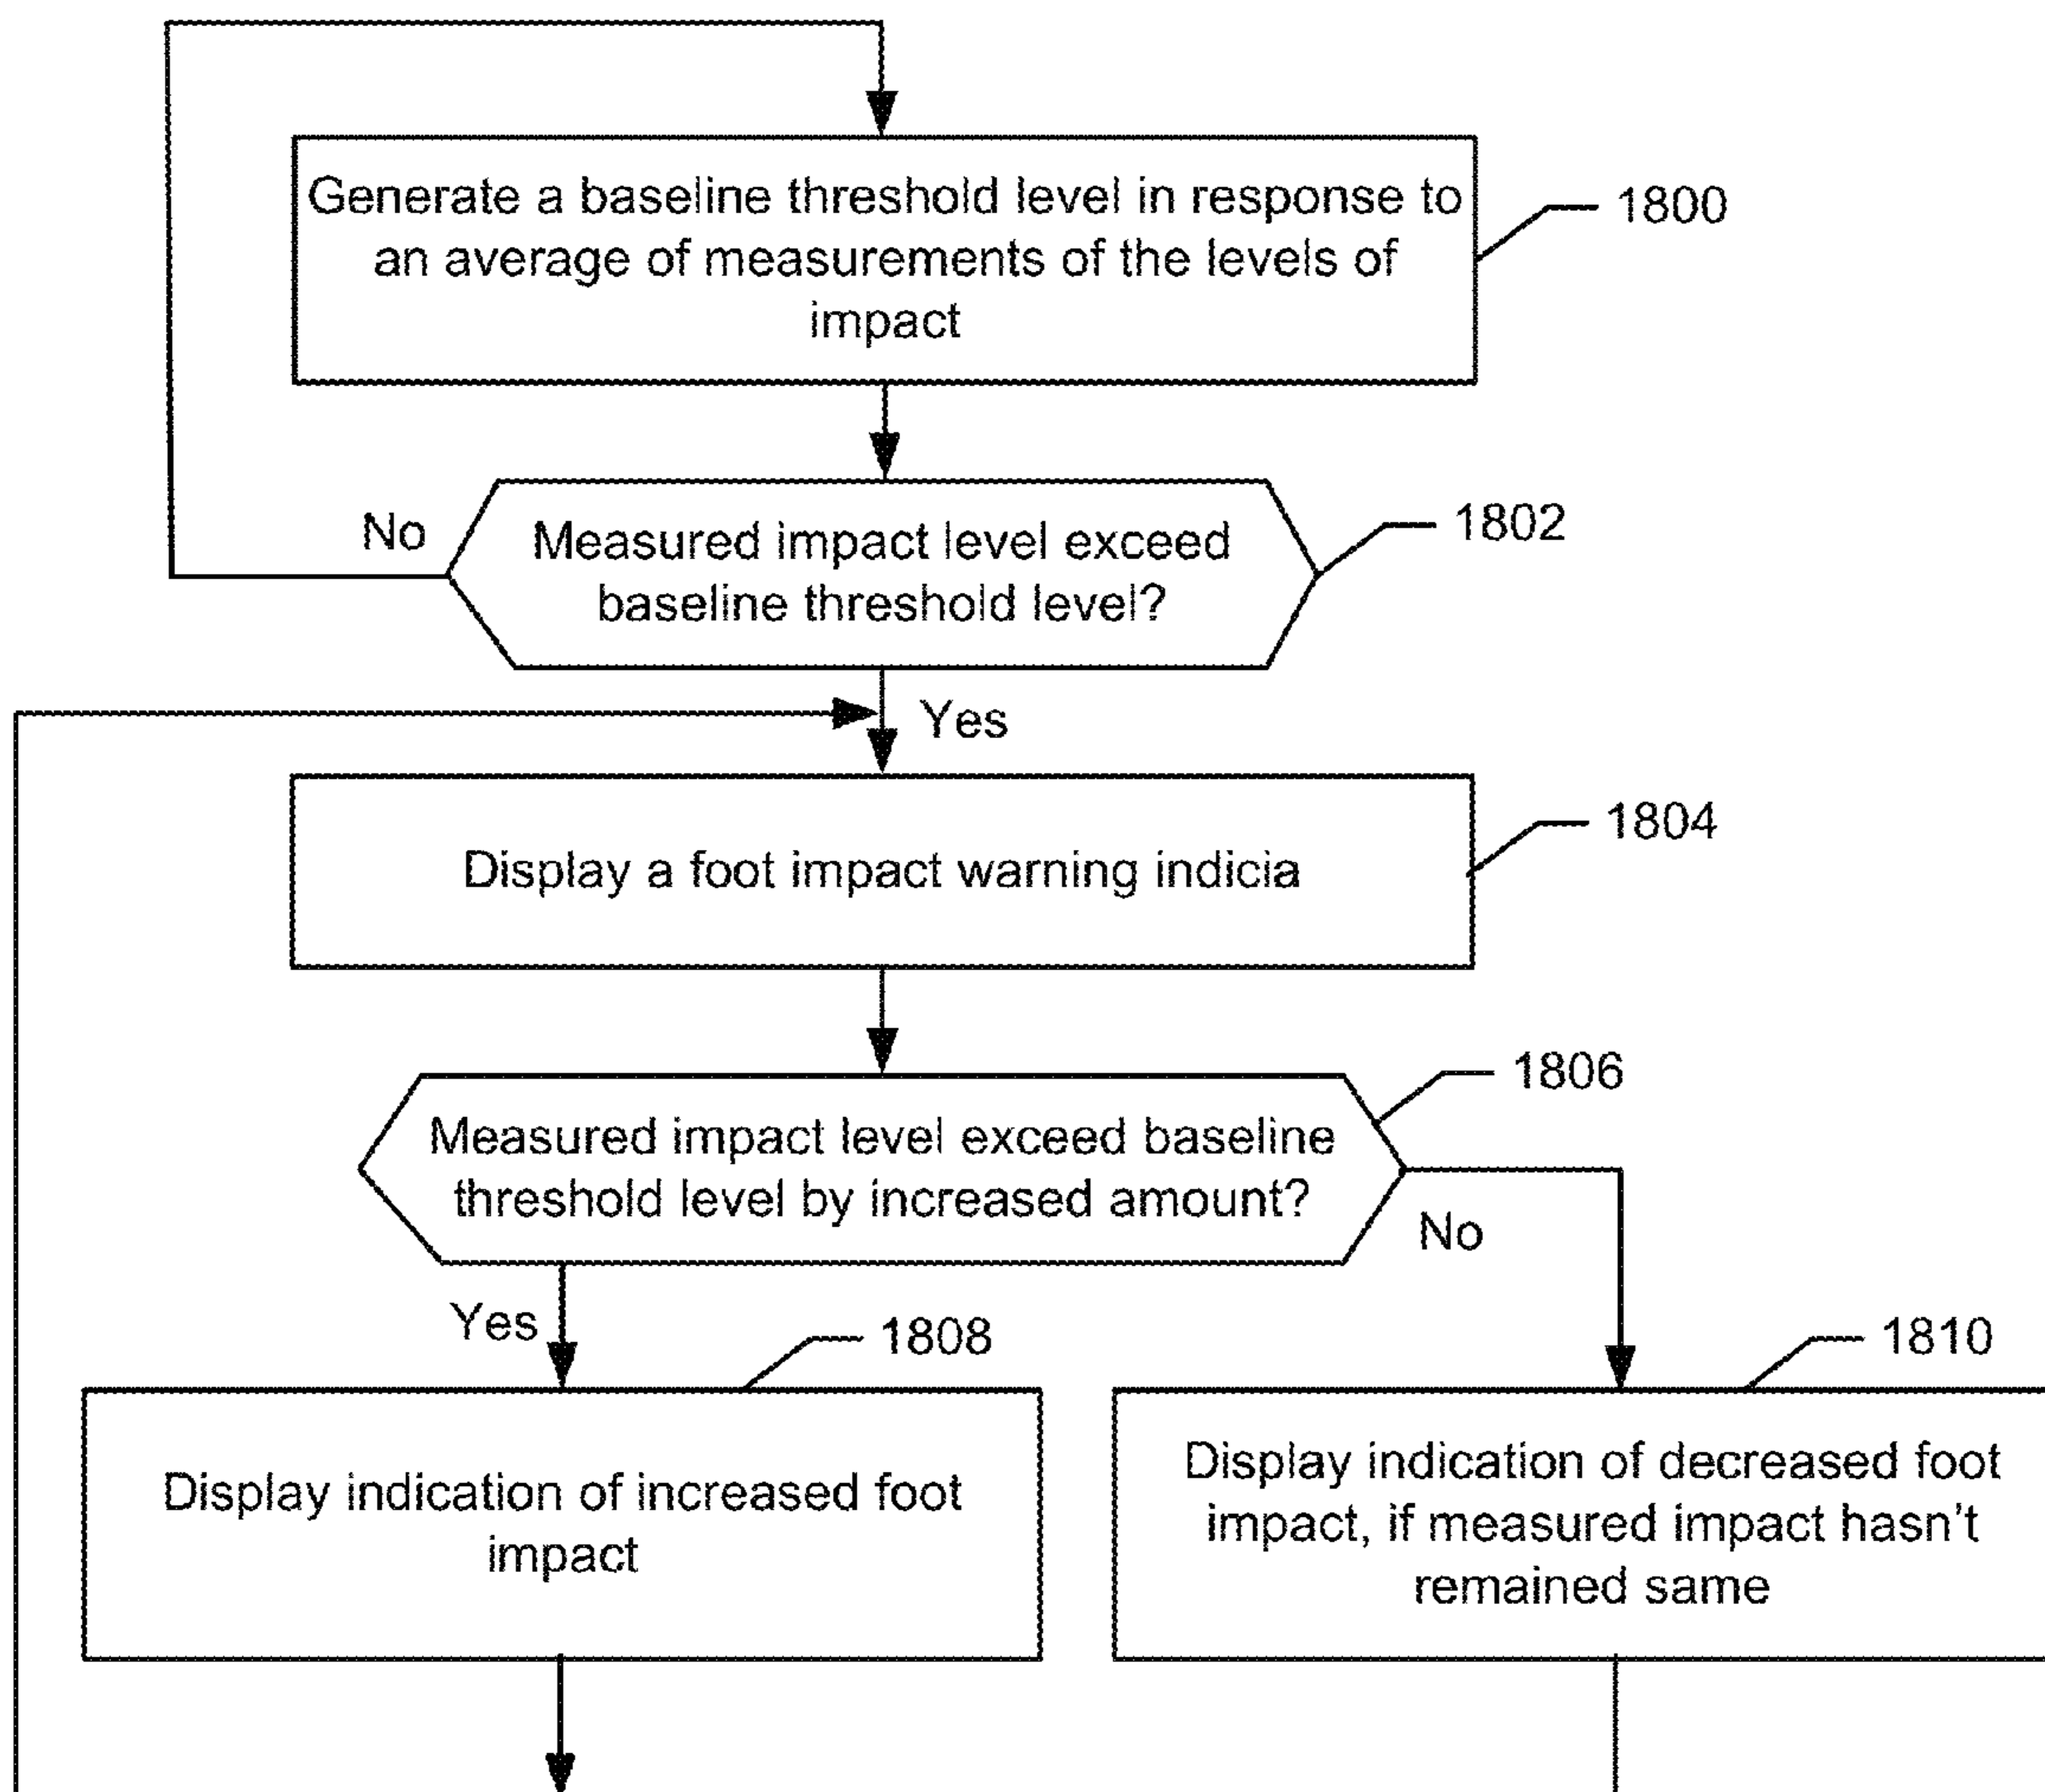 Generate a baseline threshold level in response to
an average of measurements of the levels of
impact
1800
No
Measured impact level exceed
baseline threshold level?
1802
Yes
Display a foot impact warning indicia
1804
Measured impact level exceed baseline
threshold level by increased amount?
1806
No
Yes
1808
1810
Display indication of increased foot
impact
Display indication of decreased foot
impact, if measured impact hasn't
remained same